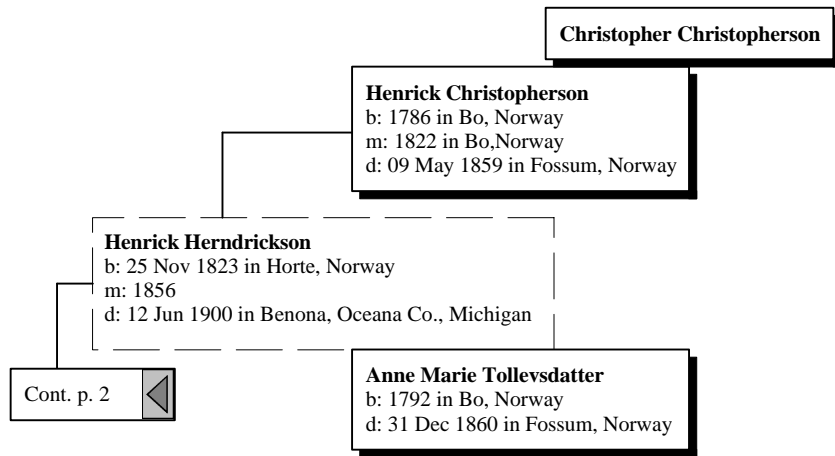 Christopher Christopherson
Henrick Christopherson
b: 1786 in Bo, Norway
m: 1822 in Bo,Norway
d: 09 May 1859 in Fossum, Norway
Henrick Herndrickson
b: 25 Nov 1823 in Horte, Norway
m: 1856
d: 12 Jun 1900 in Benona, Oceana Co., Michigan
Cont. p. 2
Anne Marie Tollevsdatter
b: 1792 in Bo, Norway
d: 31 Dec 1860 in Fossum, Norway